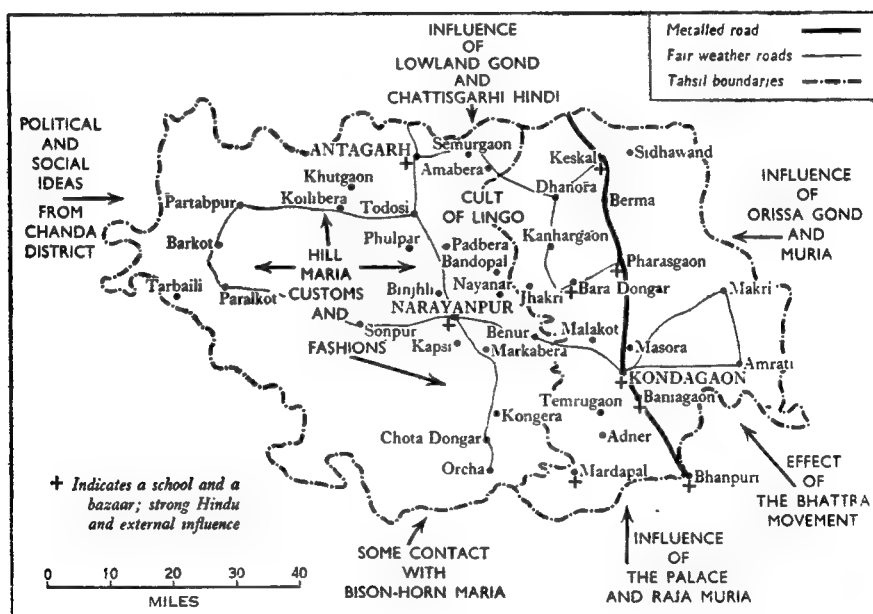 INFLUENCE
OF
LOWLAND GOND
AND
CHATTISGARHI HINDI
Metalled road
Fair weather roads
Tahsil boundaries
POLITICAL
AND
SOCIAL
IDEAS
FROM
CHANDA
DISTRICT
ANTAGARH
Semurgaon
Amabera
Keskal
Sidhawand
Khutgaon
Koilibera
Partabpur
Todosi
CULT
OF LINGO
Dhanora
Berma
INFLUENCE
OF
ORISSA GOND
AND
MURIA
Barkot
Phulpar
Padbera
Bandopal
Kanhargaon
Pharasgaon
HILL
MARIA
CUSTOMS
AND
FASHIONS
Tarbaili
Paralkot
Binjhli
Nayanar
Jhakri
Bara Dongar
Makri
NARAYANPUR
Sonpur
Kapsi
Benur
Markabera
Malakot
Masora
Amrati
KONDAGAON
Baniagaon
Temrugaon
Kongera
Adner
Chota Dongar
Orcha
Mardapal
Bhanpuri
EFFECT
OF
THE BHATTRA
MOVEMENT
+ Indicates a school and a
bazaar; strong Hindu
and external influence
SOME CONTACT
WITH
BISON-HORN MARIA
INFLUENCE
OF
THE PALACE
AND RAJA MURIA
0 10 20 30 40
MILES